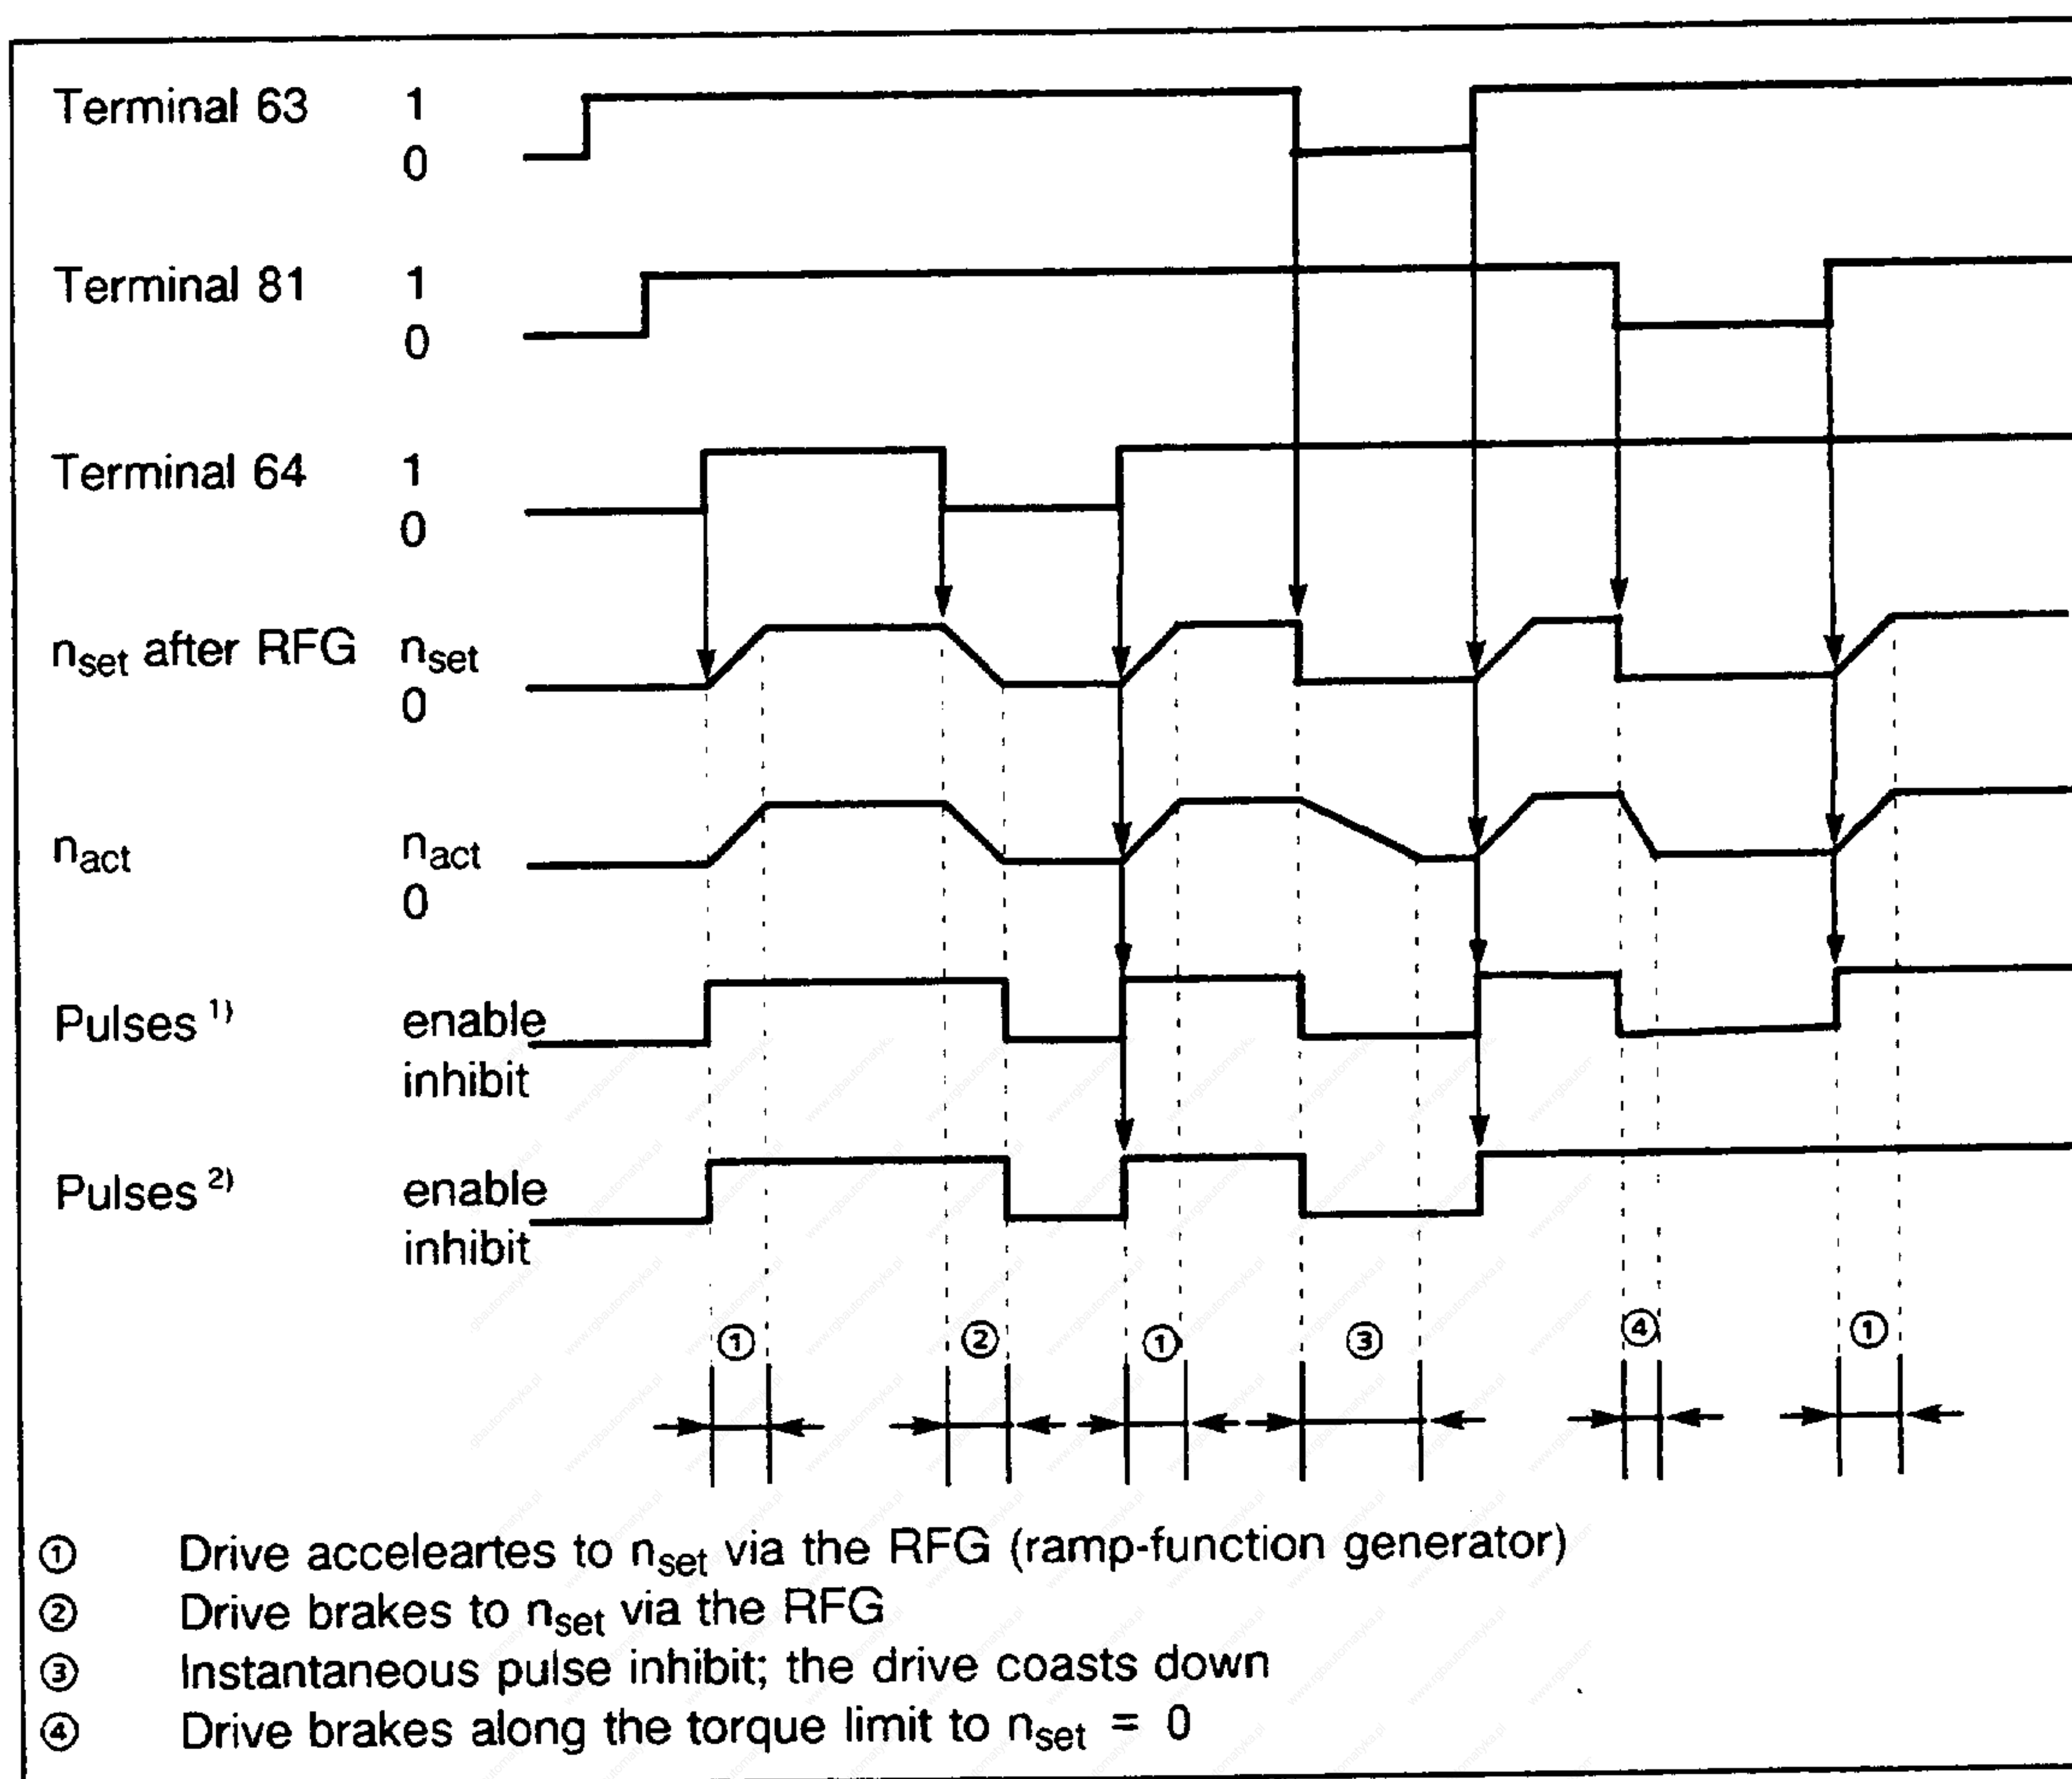 Terminal 63 1
0
Terminal 81 1
0
Terminal 64 1
0
nset after RFG nset
0
nact nact
0
Pulses 1) enable
inhibit
Pulses 2) enable
inhibit
① ② ① ③ ④ ①
① Drive acceleartes to nset via the RFG (ramp-function generator)
② Drive brakes to nset via the RFG
③ Instantaneous pulse inhibit; the drive coasts down
④ Drive brakes along the torque limit to nset = 0
www.rgbautomatyka.pl